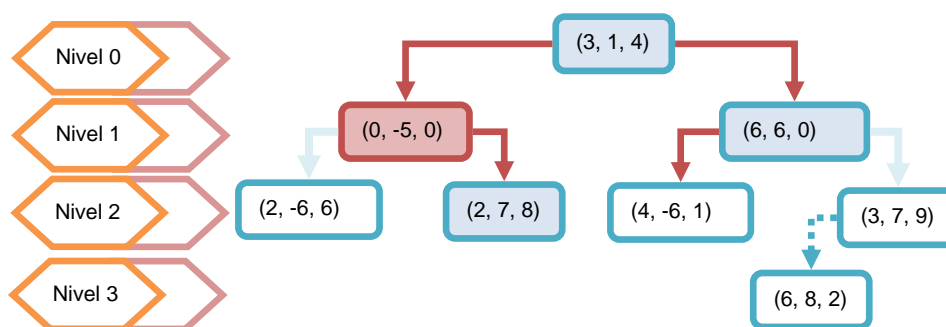 Nivel 0
(3, 1, 4)
Nivel 1
(0, -5, 0)
(6, 6, 0)
Nivel 2
(2, -6, 6)
(2, 7, 8)
(4, -6, 1)
(3, 7, 9)
Nivel 3
(6, 8, 2)